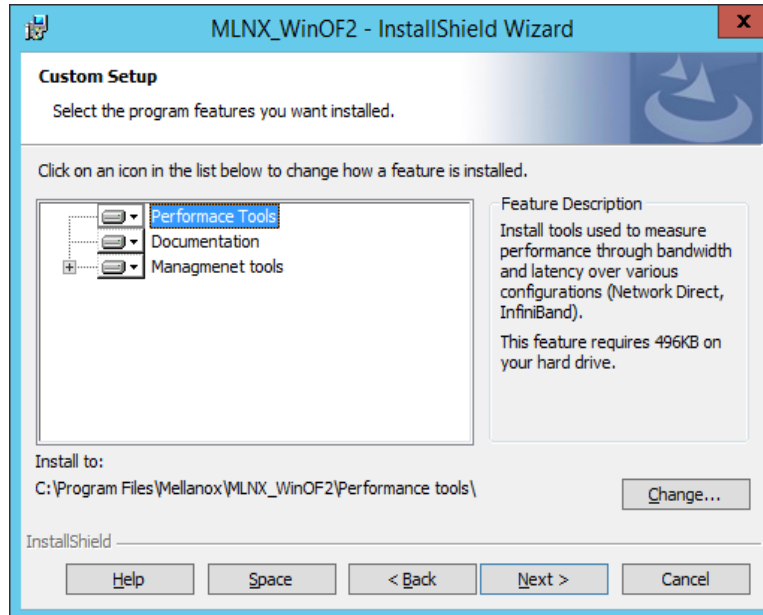 MLNX_WinOF2 - InstallShield Wizard
x
Custom Setup
Select the program features you want installed.
Click on an icon in the list below to change how a feature is installed.
Performace Tools
Documentation
Managmenet tools
Feature Description
Install tools used to measure
performance through bandwidth
and latency over various
configurations (Network Direct,
InfiniBand).
This feature requires 496KB on
your hard drive.
Install to:
C:\Program Files\Mellanox\MLNX_WinOF2\Performance tools\
Change...
InstallShield
Help
Space
< Back
Next >
Cancel